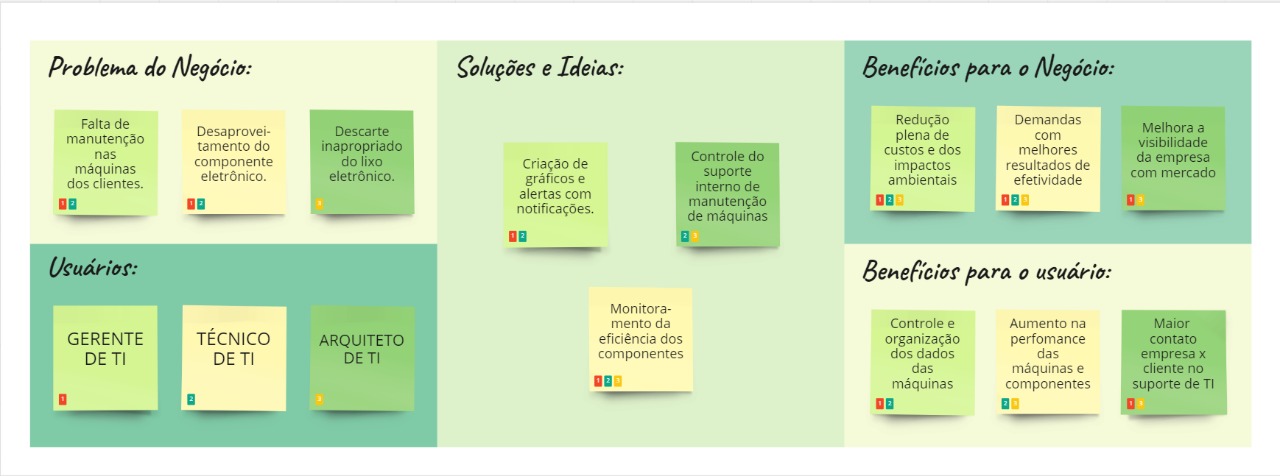 Problema do Negócio:
Falta de
manutenção
nas
máquinas
dos clientes.
1 2
Desaprovei-
tamento do
componente
eletrônico.
1 2
Descarte
inapropriado
do lixo
eletrônico.
3
Usuários:
GERENTE
DE TI
1
TÉCNICO
DE TI
2
ARQUITETO
DE TI
3
Soluções e Ideias:
Criação de
gráficos e
alertas com
notificações.
1 2
Controle do
suporte
interno de
manutenção
de máquinas
2 3
Monitora-
mento da
eficiência dos
componentes
1 2 3
Benefícios para o Negócio:
Redução
plena de
custos e dos
impactos
ambientais
1 2 3
Demandas
com
melhores
resultados de
efetividade
1 2 3
Melhora a
visibilidade
da empresa
com mercado
1 3
Benefícios para o usuário:
Controle e
organização
dos dados
das
máquinas
1 2
Aumento na
perfomance
das
máquinas e
componentes
2 3
Maior
contato
empresa x
cliente no
suporte de TI
1 3